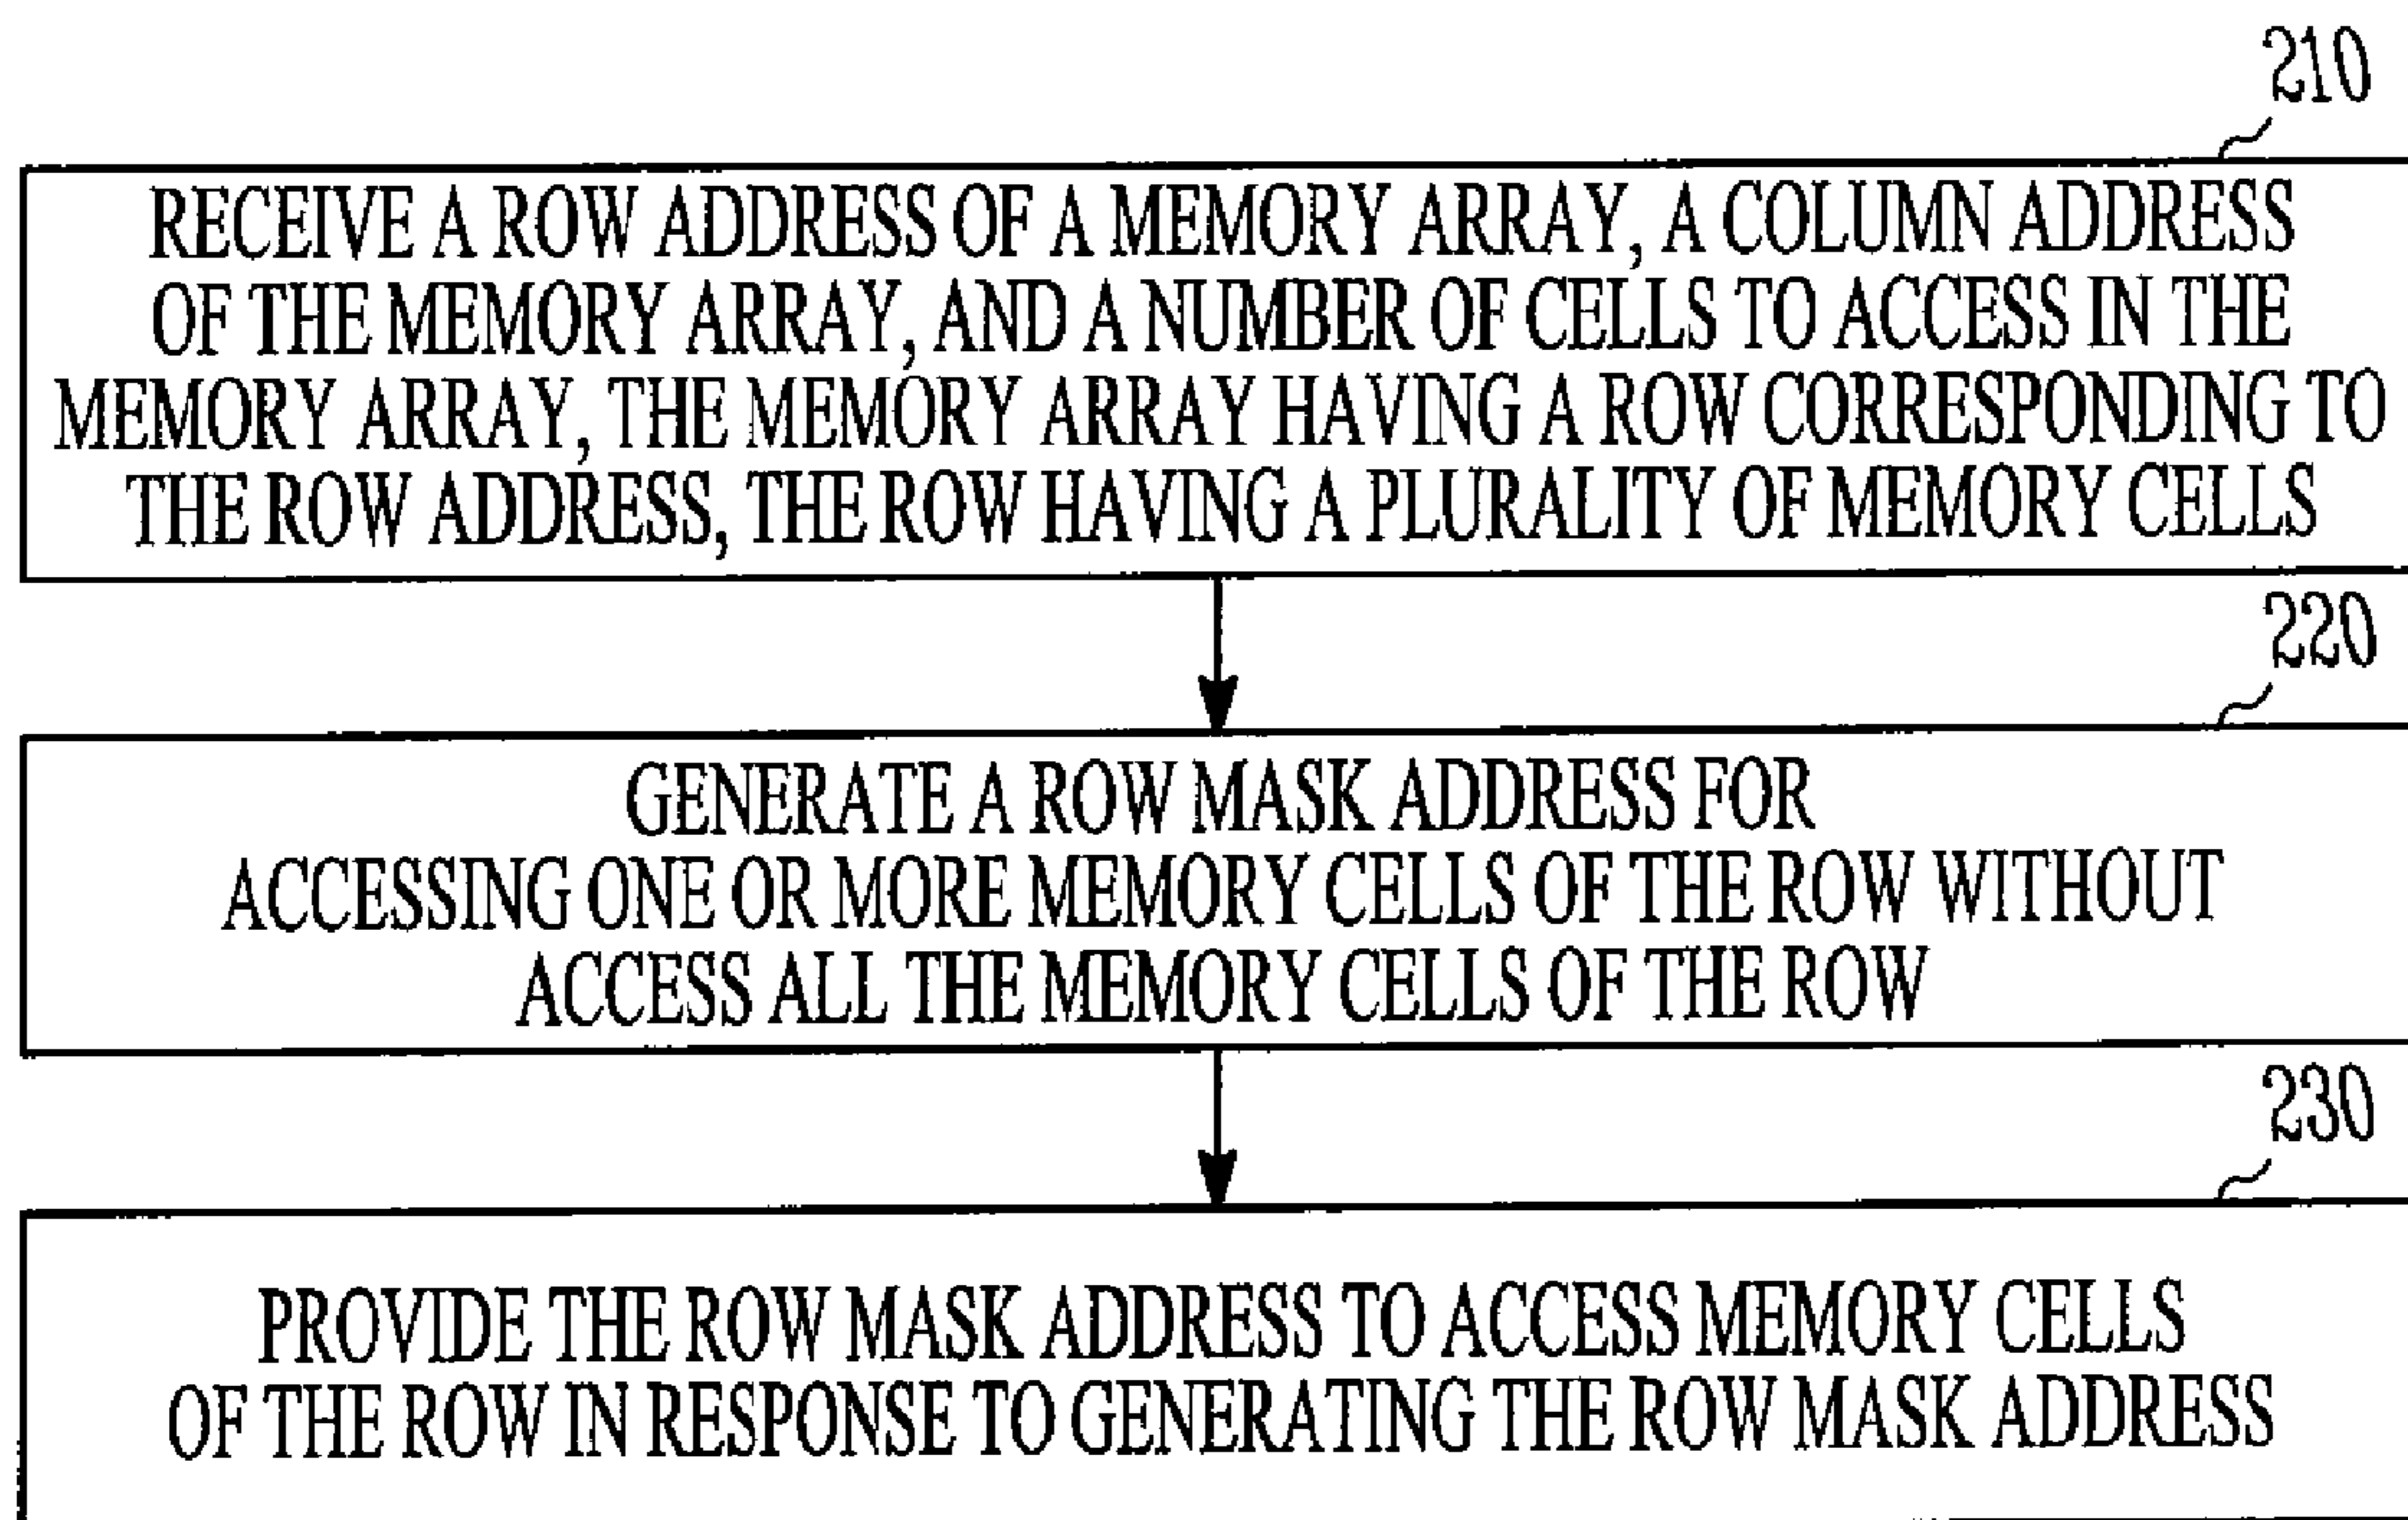 210
RECEIVE A ROW ADDRESS OF A MEMORY ARRAY, A COLUMN ADDRESS
OF THE MEMORY ARRAY, AND A NUMBER OF CELLS TO ACCESS IN THE
MEMORY ARRAY, THE MEMORY ARRAY HAVING A ROW CORRESPONDING TO
THE ROW ADDRESS, THE ROW HAVING A PLURALITY OF MEMORY CELLS
220
GENERATE A ROW MASK ADDRESS FOR
ACCESSING ONE OR MORE MEMORY CELLS OF THE ROW WITHOUT
ACCESS ALL THE MEMORY CELLS OF THE ROW
230
PROVIDE THE ROW MASK ADDRESS TO ACCESS MEMORY CELLS
OF THE ROW IN RESPONSE TO GENERATING THE ROW MASK ADDRESS